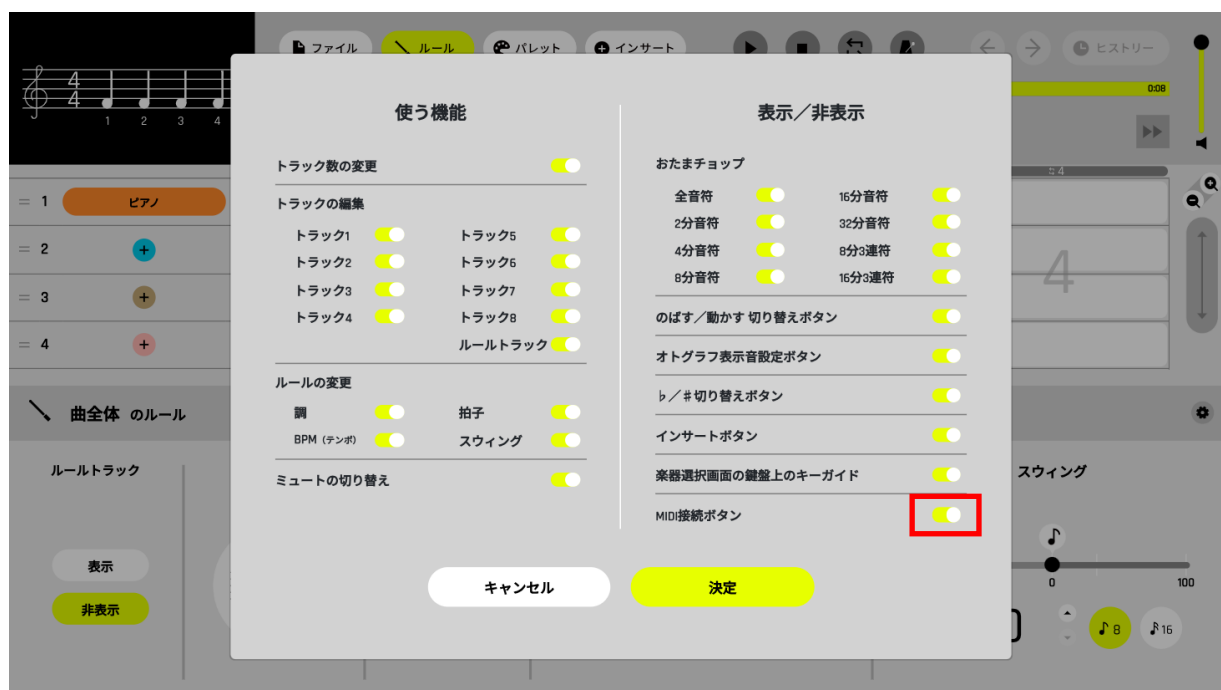 ファイル
ルール
パレット
インサート
ヒストリー
4
4
1 2 3 4
0:08
4
= 1 ピアノ
= 2 +
= 3 +
= 4 +
4
曲全体 のルール
ルールトラック
表示
非表示
使う機能
トラック数の変更
トラックの編集
トラック1 トラック5
トラック2 トラック6
トラック3 トラック7
トラック4 トラック8
ルールトラック
ルールの変更
調 拍子
BPM (テンポ) スウィング
ミュートの切り替え
表示/非表示
おたまチョップ
全音符 16分音符
2分音符 32分音符
4分音符 8分3連符
8分音符 16分3連符
のばす/動かす 切り替えボタン
オトグラフ表示音設定ボタン
♭/♯切り替えボタン
インサートボタン
楽器選択画面の鍵盤上のキーガイド
MIDI接続ボタン
キャンセル
決定
スウィング
0 100
♪8
16